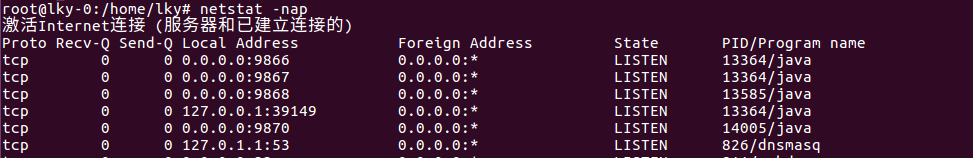 root@lky-0:/home/lky# netstat -nap
激活Internet连接 (服务器和已建立连接的)
Proto Recv-Q Send-Q Local Address           Foreign Address         State       PID/Program name
tcp        0      0 0.0.0.0:9866            0.0.0.0:*               LISTEN      13364/java
tcp        0      0 0.0.0.0:9867            0.0.0.0:*               LISTEN      13364/java
tcp        0      0 0.0.0.0:9868            0.0.0.0:*               LISTEN      13585/java
tcp        0      0 127.0.0.1:39149         0.0.0.0:*               LISTEN      13364/java
tcp        0      0 0.0.0.0:9870            0.0.0.0:*               LISTEN      14005/java
tcp        0      0 127.0.1.1:53            0.0.0.0:*               LISTEN      826/dnsmasq